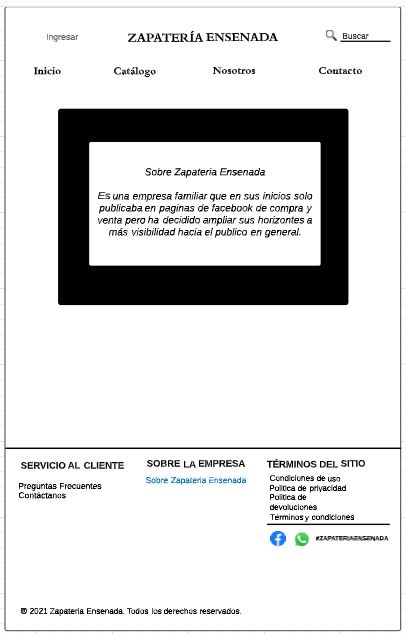 Ingresar
ZAPATERÍA ENSENADA
Buscar
Inicio
Catálogo
Nosotros
Contacto
Sobre Zapateria Ensenada
Es una empresa familiar que en sus inicios solo
publicaba en paginas de facebook de compra y
venta pero ha decidido ampliar sus horizontes a
más visibilidad hacia el publico en general.
SERVICIO AL CLIENTE
Preguntas Frecuentes
Contáctanos
SOBRE LA EMPRESA
Sobre Zapateria Ensenada
TÉRMINOS DEL SITIO
Condiciones de uso
Politica de privacidad
Politica de
devoluciones
Términos y condiciones
#ZAPATERIAENSENADA
® 2021 Zapateria Ensenada. Todos los derechos reservados.